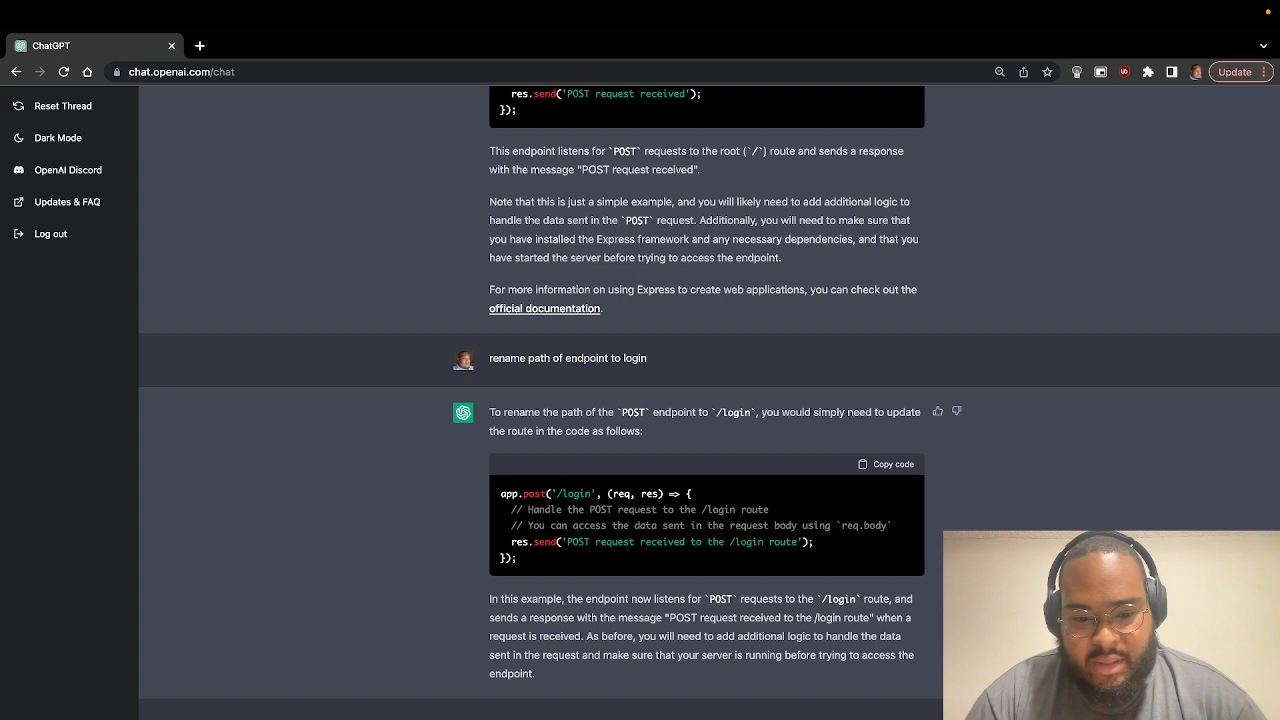 ChatGPT
chat.openai.com/chat
Update
Reset Thread
Dark Mode
OpenAI Discord
Updates & FAQ
Log out
res.send('POST request received');
});
This endpoint listens for `POST` requests to the root (`/`) route and sends a response
with the message "POST request received".
Note that this is just a simple example, and you will likely need to add additional logic to
handle the data sent in the `POST` request. Additionally, you will need to make sure that
you have installed the Express framework and any necessary dependencies, and that you
have started the server before trying to access the endpoint.
For more information on using Express to create web applications, you can check out the
official documentation.
rename path of endpoint to login
To rename the path of the `POST` endpoint to `/login`, you would simply need to update
the route in the code as follows:
Copy code
app.post('/login', (req, res) => {
// Handle the POST request to the /login route
// You can access the data sent in the request body using `req.body`
res.send('POST request received to the /login route');
});
In this example, the endpoint now listens for `POST` requests to the `/login` route, and
sends a response with the message "POST request received to the /login route" when a
request is received. As before, you will need to add additional logic to handle the data
sent in the request and make sure that your server is running before trying to access the
endpoint.